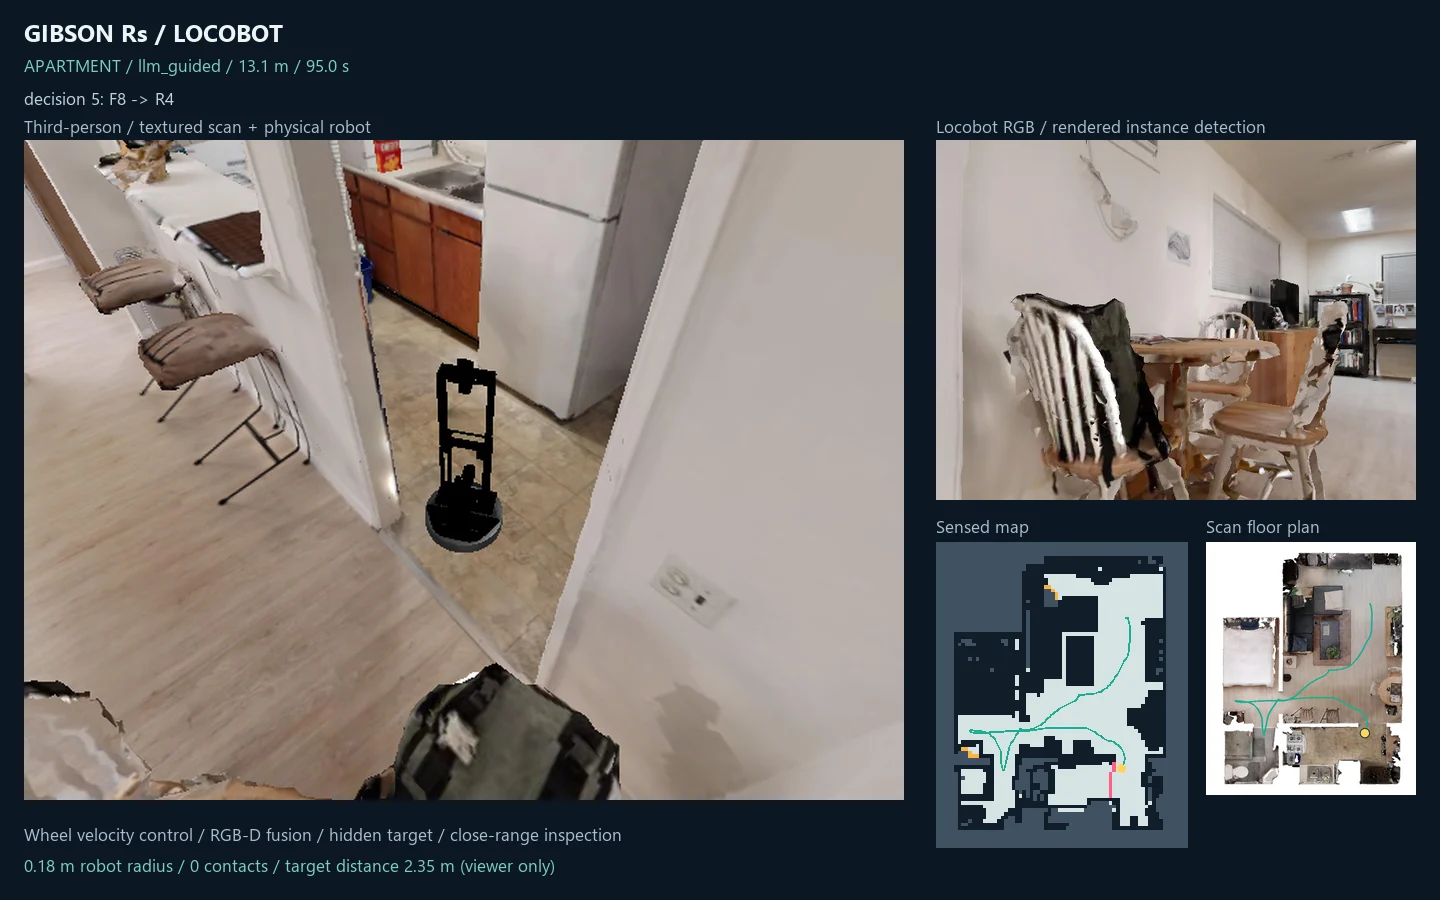 GIBSON Rs / LOCOBOT
APARTMENT / llm_guided / 13.1 m / 95.0 s
decision 5: F8 -> R4
Third-person / textured scan + physical robot
Locobot RGB / rendered instance detection
Sensed map
Scan floor plan
Wheel velocity control / RGB-D fusion / hidden target / close-range inspection
0.18 m robot radius / 0 contacts / target distance 2.35 m (viewer only)